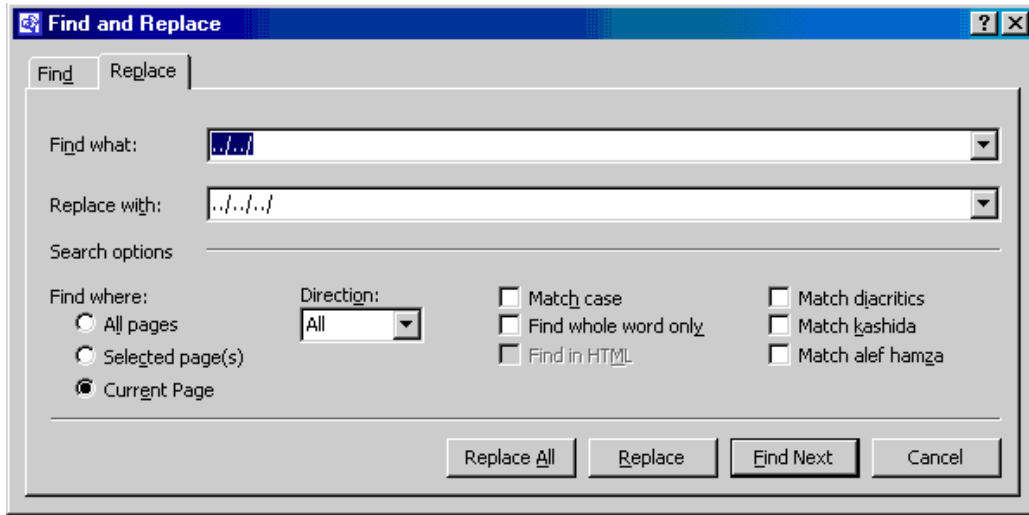 Find and Replace
Find Replace
Find what: ../../
Replace with: ../../../
Search options
Find where: Direction: Match case Match diacritics
All pages All Find whole word only Match kashida
Selected page(s) Find in HTML Match alef hamza
Current Page
Replace All Replace Find Next Cancel